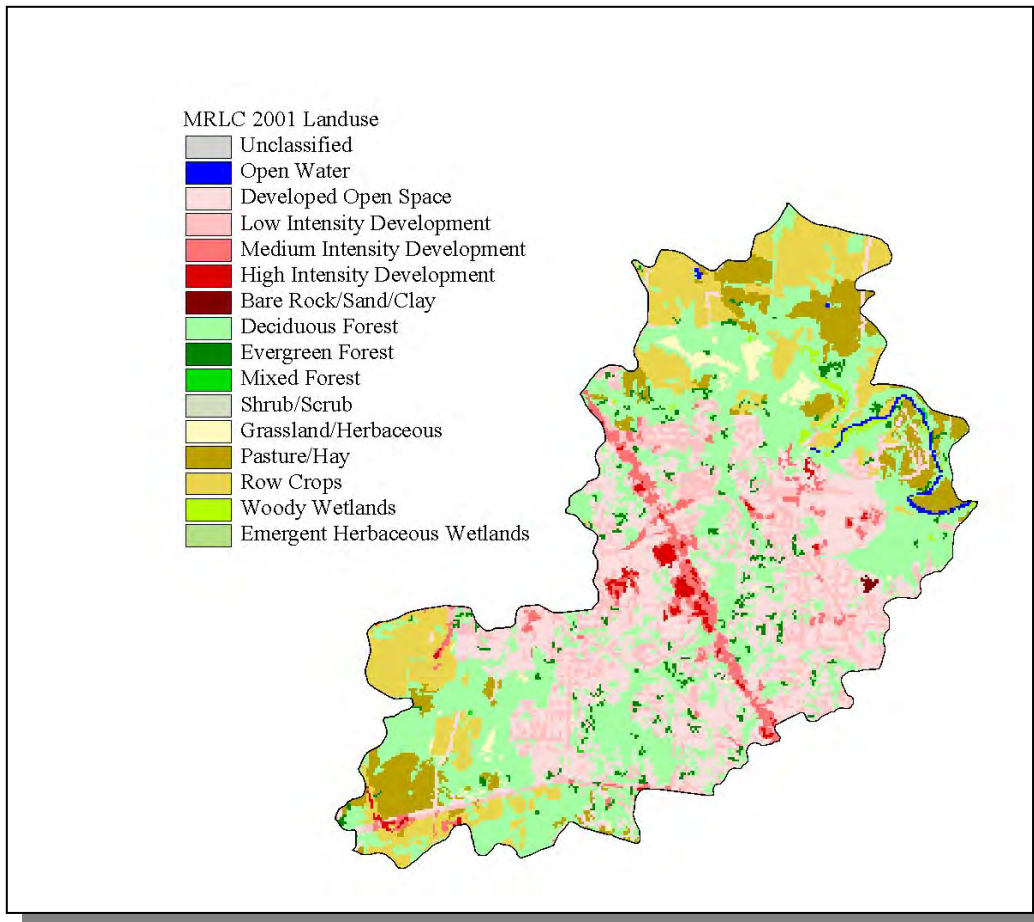 MRLC 2001 Landuse
Unclassified
Open Water
Developed Open Space
Low Intensity Development
Medium Intensity Development
High Intensity Development
Bare Rock/Sand/Clay
Deciduous Forest
Evergreen Forest
Mixed Forest
Shrub/Scrub
Grassland/Herbaceous
Pasture/Hay
Row Crops
Woody Wetlands
Emergent Herbaceous Wetlands